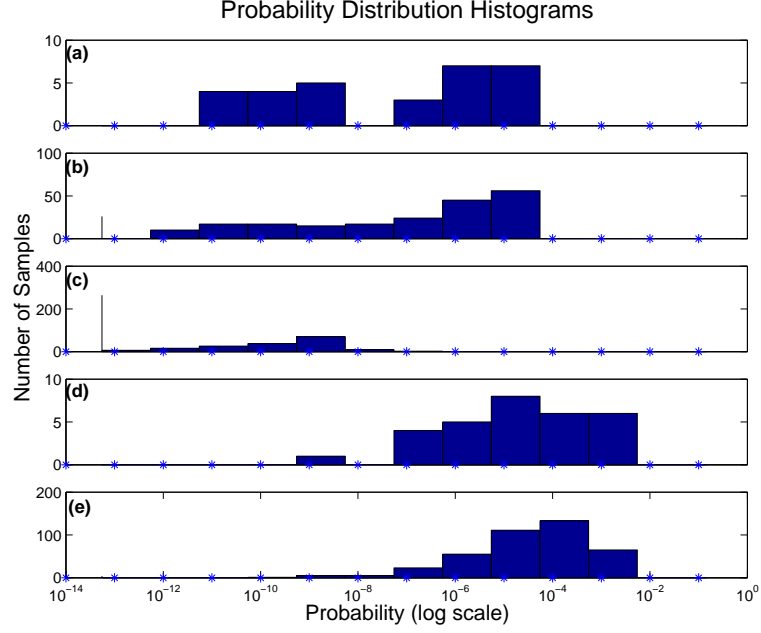 Probability Distribution Histograms
Number of Samples
(a)
10
5
0
(b)
100
50
0
(c)
400
200
0
(d)
10
5
0
(e)
200
100
0
10^-14 10^-12 10^-10 10^-8 10^-6 10^-4 10^-2 10^0
Probability (log scale)